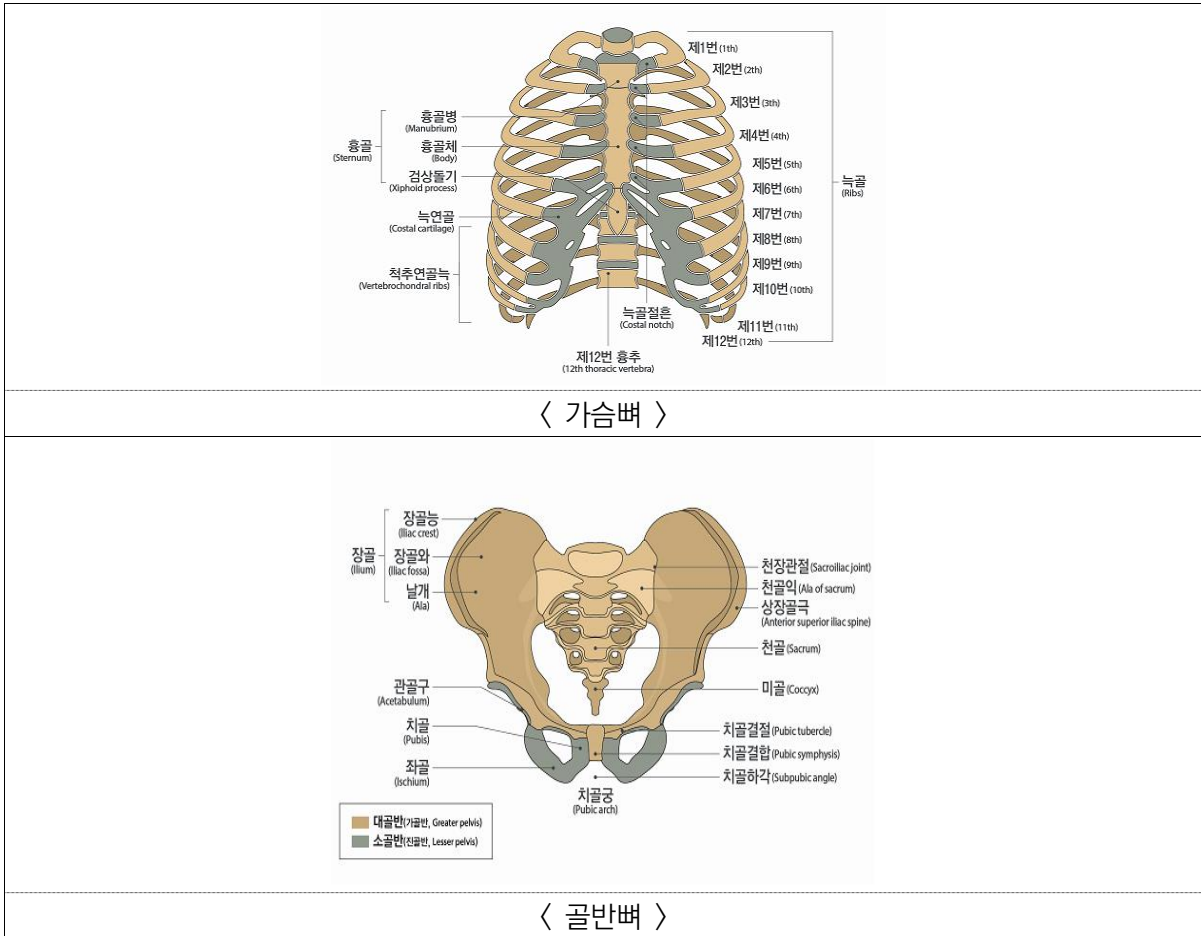 제1번(1th)
제2번(2th)
제3번(3th)
제4번(4th)
제5번(5th)
제6번(6th)
제7번(7th)
제8번(8th)
제9번(9th)
제10번(10th)
제11번(11th)
제12번(12th)
늑골
(Ribs)
흉골
(Sternum)
흉골병
(Manubrium)
흉골체
(Body)
검상돌기
(Xiphoid process)
늑연골
(Costal cartilage)
척추연골늑
(Vertebrochondral ribs)
늑골절흔
(Costal notch)
제12번 흉추
(12th thoracic vertebra)
〈 가슴뼈 〉
장골
(Ilium)
장골능
(Iliac crest)
장골와
(Iliac fossa)
날개
(Ala)
관골구
(Acetabulum)
치골
(Pubis)
좌골
(Ischium)
천장관절(Sacroiliac joint)
천골익(Ala of sacrum)
상장골극
(Anterior superior iliac spine)
천골(Sacrum)
미골(Coccyx)
치골결절(Pubic tubercle)
치골결합(Pubic symphysis)
치골하각(Subpubic angle)
치골궁
(Pubic arch)
대골반(가골반, Greater pelvis)
소골반(진골반, Lesser pelvis)
〈 골반뼈 〉